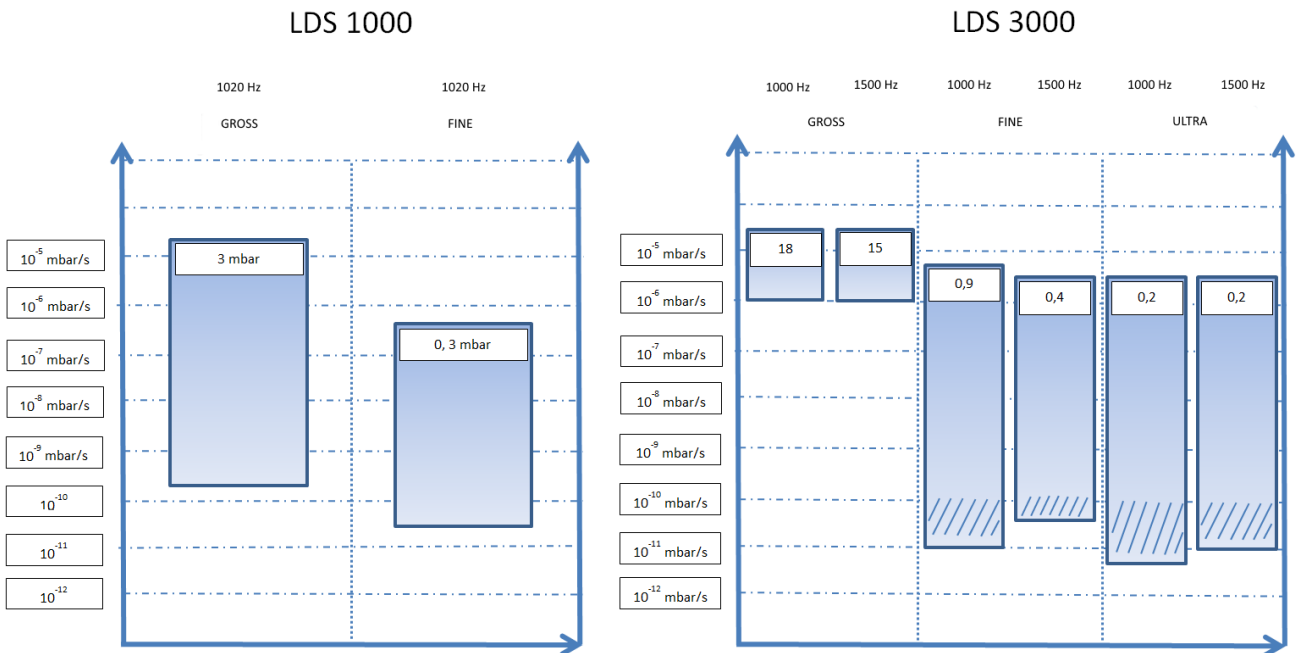 LDS 1000
1020 Hz
1020 Hz
GROSS
FINE
10⁻⁵ mbar/s
10⁻⁶ mbar/s
10⁻⁷ mbar/s
10⁻⁸ mbar/s
10⁻⁹ mbar/s
10⁻¹⁰
10⁻¹¹
10⁻¹²
3 mbar
0, 3 mbar
LDS 3000
1000 Hz
1500 Hz
1000 Hz
1500 Hz
1000 Hz
1500 Hz
GROSS
FINE
ULTRA
10⁻⁵ mbar/s
10⁻⁶ mbar/s
10⁻⁷ mbar/s
10⁻⁸ mbar/s
10⁻⁹ mbar/s
10⁻¹⁰ mbar/s
10⁻¹¹ mbar/s
10⁻¹² mbar/s
18
15
0,9
0,4
0,2
0,2